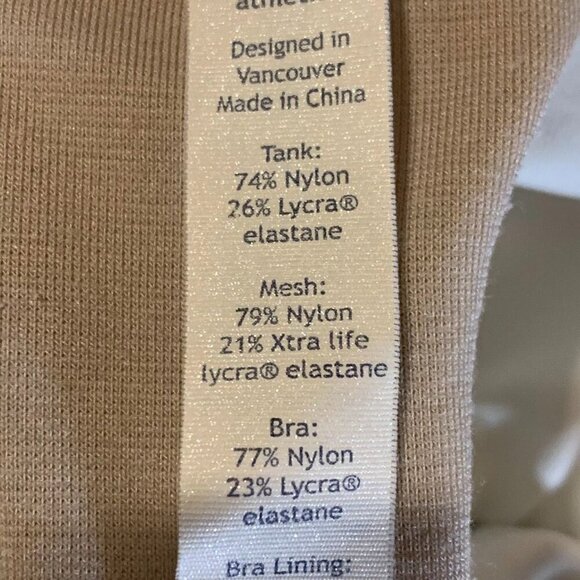 Designed in
Vancouver
Made in China
Tank:
74% Nylon
26% Lycra®
elastane
Mesh:
79% Nylon
21% Xtra life
lycra® elastane
Bra:
77% Nylon
23% Lycra®
elastane
Bra Lining: